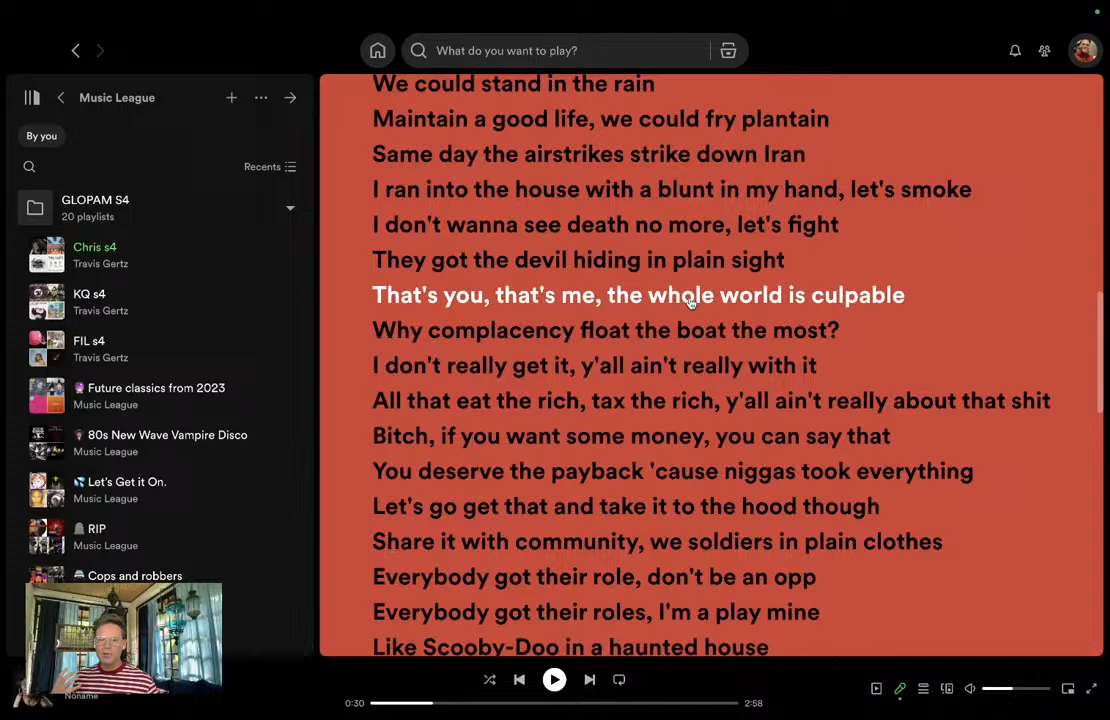 What do you want to play?
Music League
By you
Recents
GLOPAM S4
20 playlists
Chris s4
Travis Gertz
KQ s4
Travis Gertz
FIL s4
Travis Gertz
Future classics from 2023
Music League
80s New Wave Vampire Disco
Music League
Let's Get it On.
Music League
RIP
Music League
Cops and robbers
Noname
We could stand in the rain
Maintain a good life, we could fry plantain
Same day the airstrikes strike down Iran
I ran into the house with a blunt in my hand, let's smoke
I don't wanna see death no more, let's fight
They got the devil hiding in plain sight
That's you, that's me, the whole world is culpable
Why complacency float the boat the most?
I don't really get it, y'all ain't really with it
All that eat the rich, tax the rich, y'all ain't really about that shit
Bitch, if you want some money, you can say that
You deserve the payback 'cause niggas took everything
Let's go get that and take it to the hood though
Share it with community, we soldiers in plain clothes
Everybody got their role, don't be an opp
Everybody got their roles, I'm a play mine
Like Scooby-Doo in a haunted house
0:30
2:58